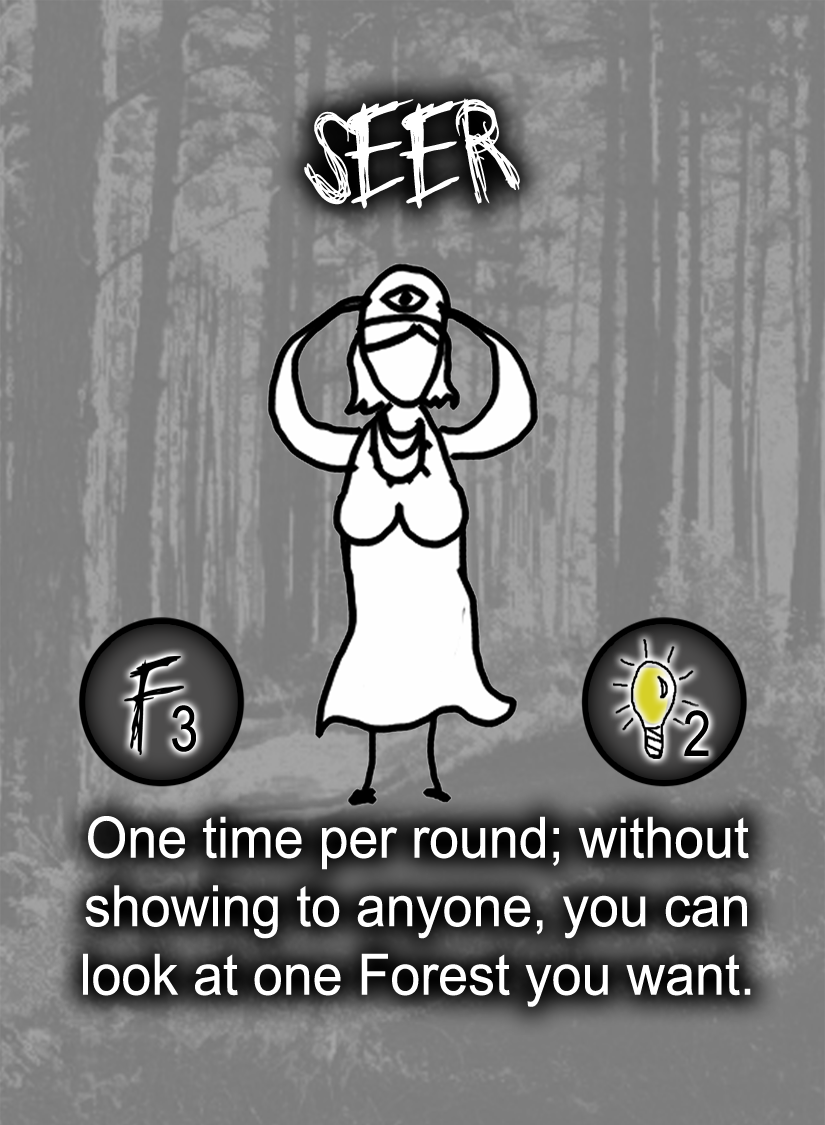 SEER
F3
2
One time per round; without
showing to anyone, you can
look at one Forest you want.